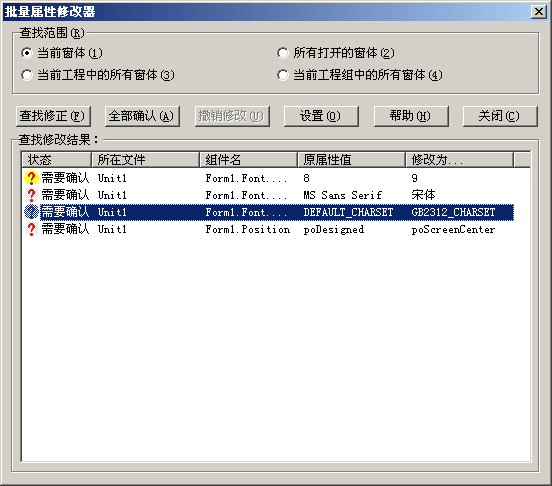 批量属性修改器
查找范围(R)
当前窗体(1)
所有打开的窗体(2)
当前工程中的所有窗体(3)
当前工程组中的所有窗体(4)
查找修正(F) 全部确认(A) 撤销修改(U) 设置(O) 帮助(H) 关闭(C)
查找修改结果：
状态 所在文件 组件名 原属性值 修改为...
需要确认 Unit1 Form1.Font.... 8 9
需要确认 Unit1 Form1.Font.... MS Sans Serif 宋体
需要确认 Unit1 Form1.Font.... DEFAULT_CHARSET GB2312_CHARSET
需要确认 Unit1 Form1.Position poDesigned poScreenCenter